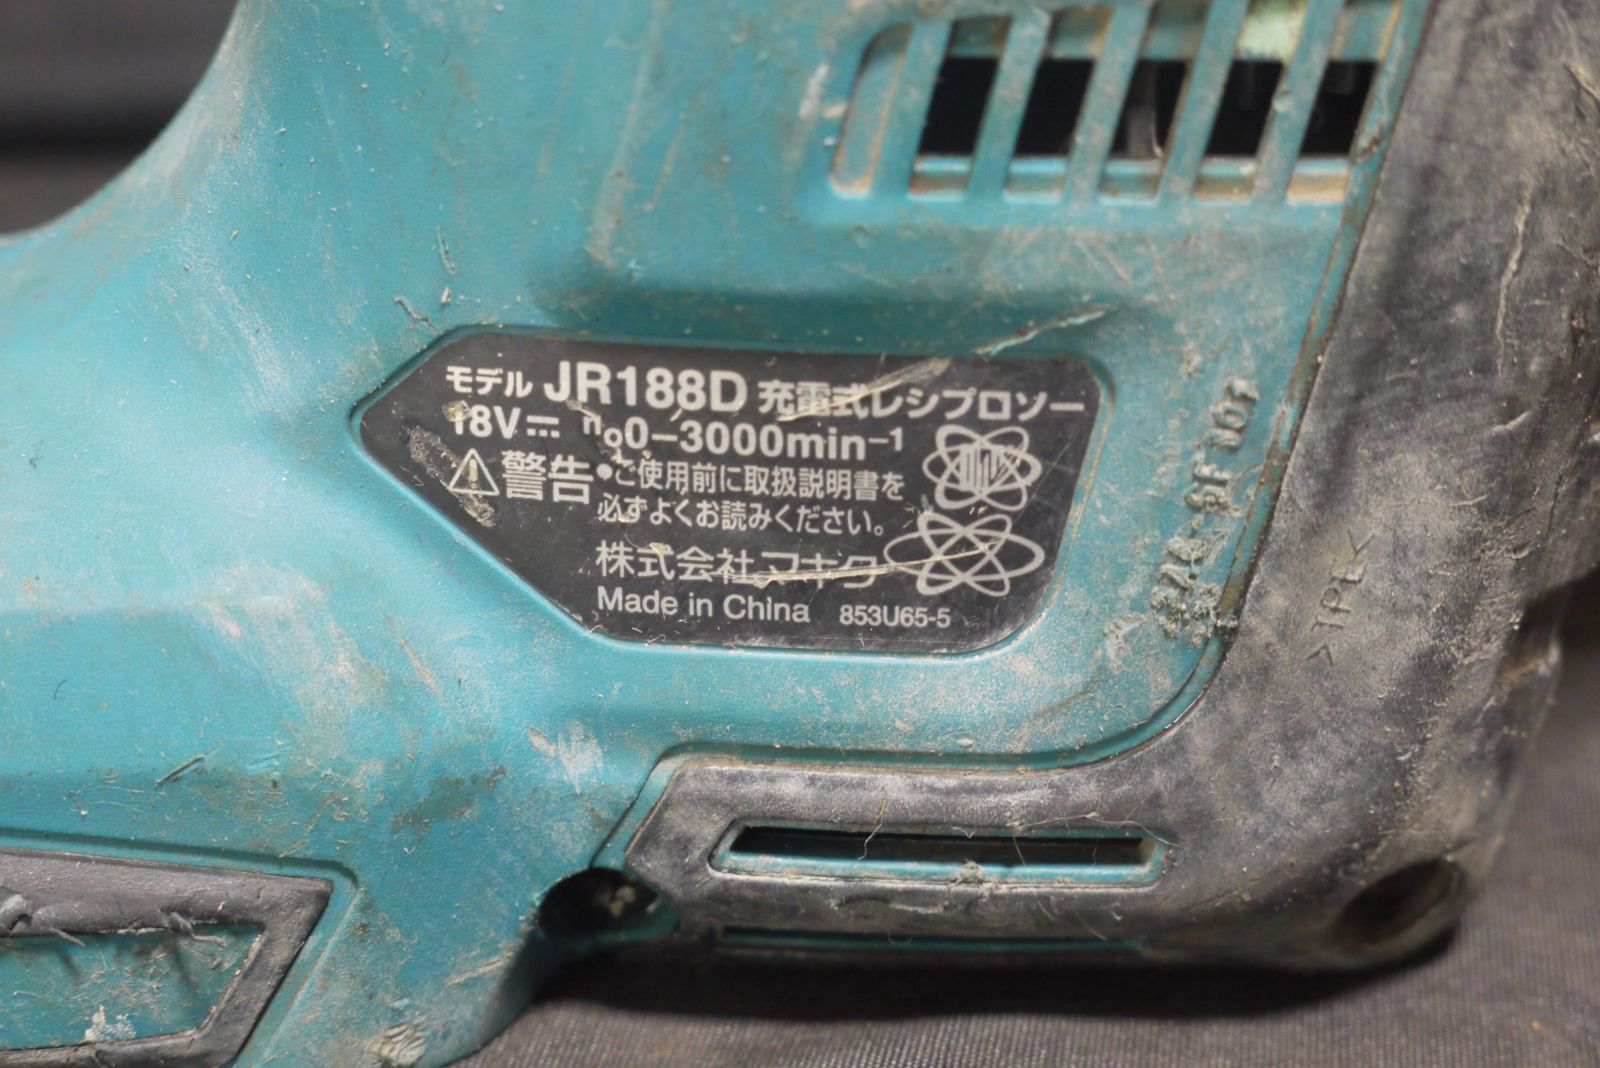 モデル JR188D 充電式レシプロソー
18V⎓ n₀0−3000min⁻¹
⚠警告 •ご使用前に取扱説明書を
必ずよくお読みください。
株式会社マキタ
Made in China 853U65-5
>TPE<